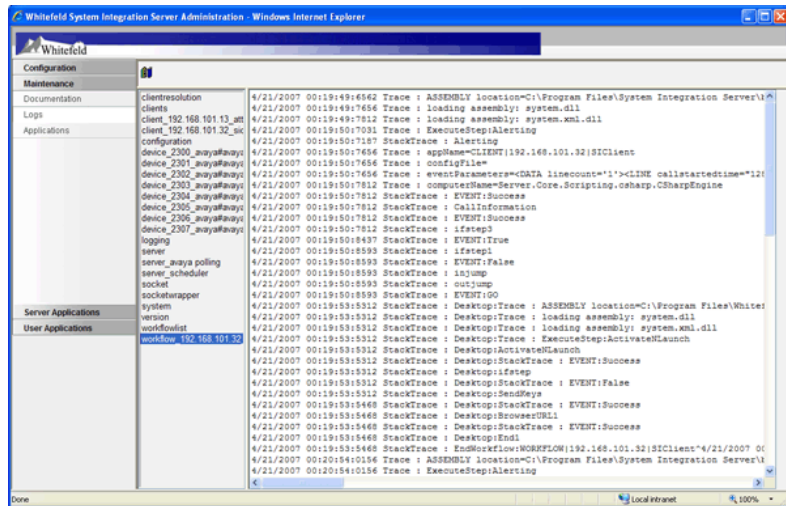 Whitefeld System Integration Server Administration - Windows Internet Explorer
Whitefeld
Configuration
Maintenance
Documentation
Logs
Applications
Server Applications
User Applications
clientresolution
clients
client_192.168.101.13_att
client_192.168.101.32_sic
configuration
device_2300_avaya#avaya
device_2301_avaya#avaya
device_2302_avaya#avaya
device_2303_avaya#avaya
device_2304_avaya#avaya
device_2305_avaya#avaya
device_2306_avaya#avaya
device_2307_avaya#avaya
logging
server
server_avaya polling
server_scheduler
socket
socketwrapper
system
version
workflowlist
workflow_192.168.101.32
4/21/2007 00:19:49:6562 Trace : ASSEMBLY location=C:\Program Files\System Integration Server\
4/21/2007 00:19:49:7656 Trace : loading assembly: system.dll
4/21/2007 00:19:49:7812 Trace : loading assembly: system.xml.dll
4/21/2007 00:19:50:7031 Trace : ExecuteStep:Alerting
4/21/2007 00:19:50:7187 StackTrace : Alerting
4/21/2007 00:19:50:7656 Trace : appName=CLIENT|192.168.101.32|SIClient
4/21/2007 00:19:50:7656 Trace : configFile=
4/21/2007 00:19:50:7656 Trace : eventParameters=<DATA linecount='1'><LINE callstartedtime="128
4/21/2007 00:19:50:7812 Trace : computerName=Server.Core.Scripting.csharp.CSharpEngine
4/21/2007 00:19:50:7812 StackTrace : EVENT:Success
4/21/2007 00:19:50:7812 StackTrace : CallInformation
4/21/2007 00:19:50:7812 StackTrace : EVENT:Success
4/21/2007 00:19:50:7812 StackTrace : ifstep3
4/21/2007 00:19:50:8437 StackTrace : EVENT:True
4/21/2007 00:19:50:8593 StackTrace : ifstep1
4/21/2007 00:19:50:8593 StackTrace : EVENT:False
4/21/2007 00:19:50:8593 StackTrace : injump
4/21/2007 00:19:50:8593 StackTrace : outjump
4/21/2007 00:19:50:8593 StackTrace : EVENT:GO
4/21/2007 00:19:53:5312 StackTrace : Desktop:Trace : ASSEMBLY location=C:\Program Files\Whitef
4/21/2007 00:19:53:5312 StackTrace : Desktop:Trace : loading assembly: system.dll
4/21/2007 00:19:53:5312 StackTrace : Desktop:Trace : loading assembly: system.xml.dll
4/21/2007 00:19:53:5312 StackTrace : Desktop:Trace : ExecuteStep:ActivateNLaunch
4/21/2007 00:19:53:5312 StackTrace : Desktop:ActivateNLaunch
4/21/2007 00:19:53:5312 StackTrace : Desktop:StackTrace : EVENT:Success
4/21/2007 00:19:53:5312 StackTrace : Desktop:ifstep
4/21/2007 00:19:53:5312 StackTrace : Desktop:StackTrace : EVENT:False
4/21/2007 00:19:53:5312 StackTrace : Desktop:SendKeys
4/21/2007 00:19:53:5468 StackTrace : Desktop:StackTrace : EVENT:Success
4/21/2007 00:19:53:5468 StackTrace : Desktop:BrowserURL1
4/21/2007 00:19:53:5468 StackTrace : Desktop:StackTrace : EVENT:Success
4/21/2007 00:19:53:5468 StackTrace : Desktop:End1
4/21/2007 00:19:53:5468 StackTrace : EndWorkflow:WORKFLOW|192.168.101.32|SIClient^4/21/2007 00
4/21/2007 00:20:54:0156 Trace : ASSEMBLY location=C:\Program Files\System Integration Server\
4/21/2007 00:20:54:0156 Trace : ExecuteStep:Alerting
Done
Local intranet
100%